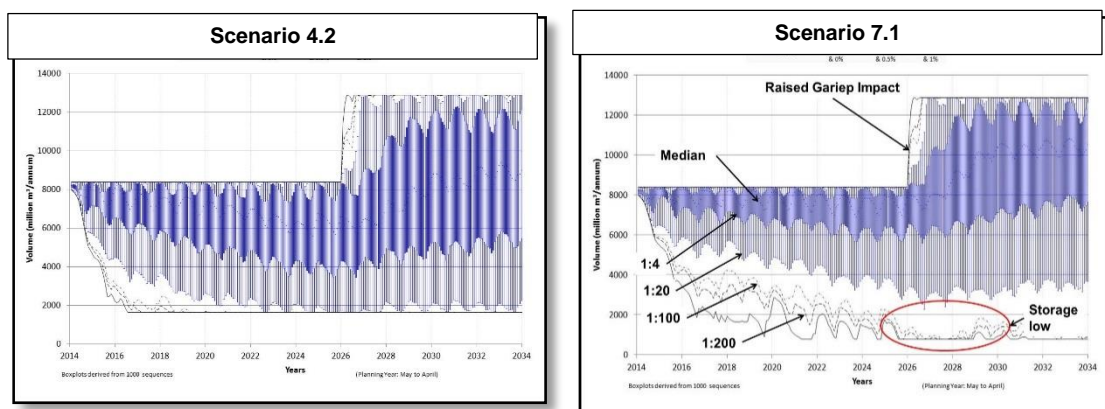 Scenario 4.2
14000
12000
10000
8000
6000
4000
2000
0
Volume (million m³/annum)
2014 2016 2018 2020 2022 2024 2026 2028 2030 2032 2034
Years
Boxplots derived from 1000 sequences
(Planning Year: May to April)
Scenario 7.1
& 0% & 0.5% & 1%
14000
12000
10000
8000
6000
4000
2000
0
Volume (million m³/annum)
Raised Gariep Impact
Median
1:4
1:20
1:100
1:200
Storage
low
2014 2016 2018 2020 2022 2024 2026 2028 2030 2032 2034
Years
Boxplots derived from 1000 sequences
(Planning Year: May to April)